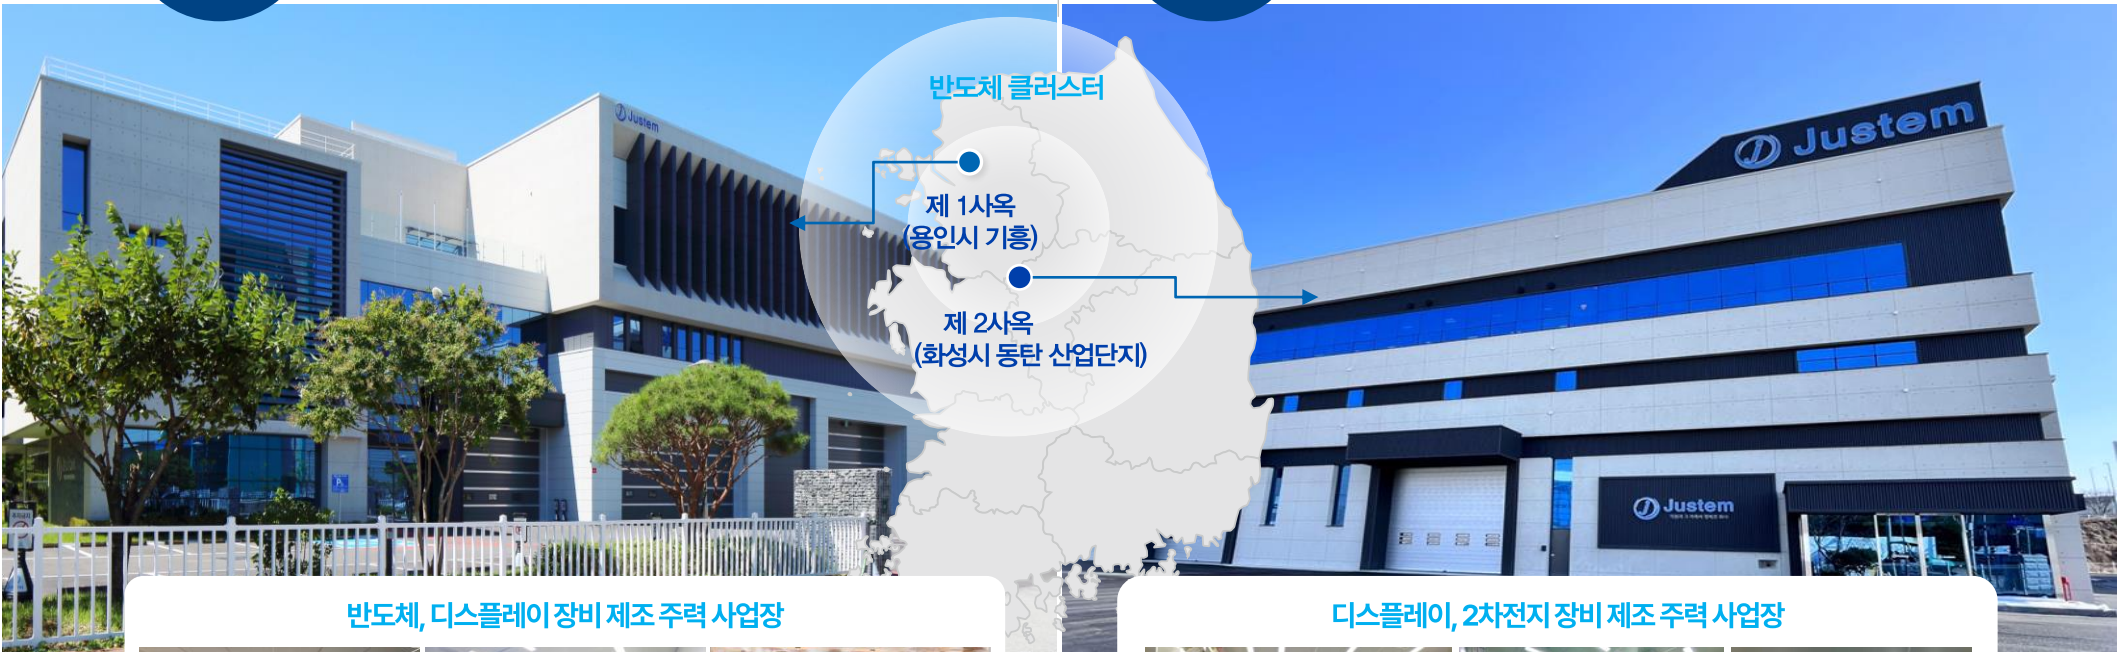 반도체 클러스터
Justem
Justem
제 1사옥
(용인시 기흥)
제 2사옥
(화성시 동탄 산업단지)
Justem
반도체, 디스플레이 장비 제조 주력 사업장
디스플레이, 2차전지 장비 제조 주력 사업장